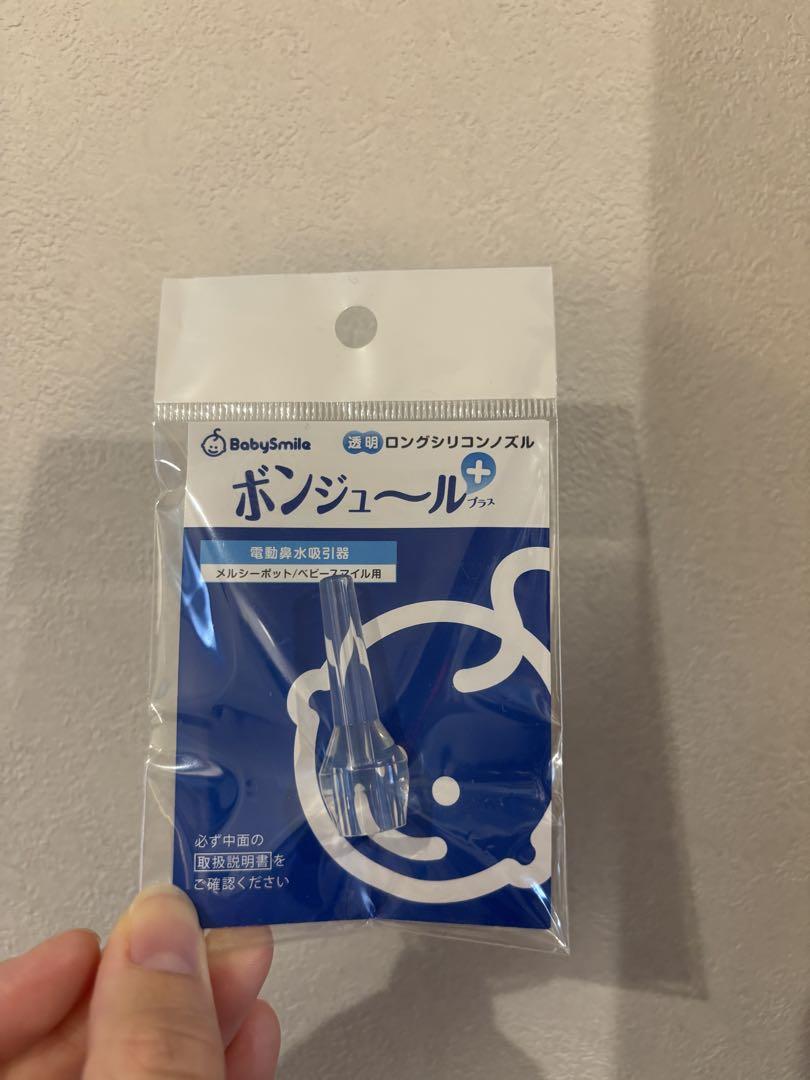 BabySmile
透明 ロングシリコンノズル
ボンジュ〜ル+
プラス
電動鼻水吸引器
メルシーポット/ベビースマイル用
必ず中面の
取扱説明書を
ご確認ください